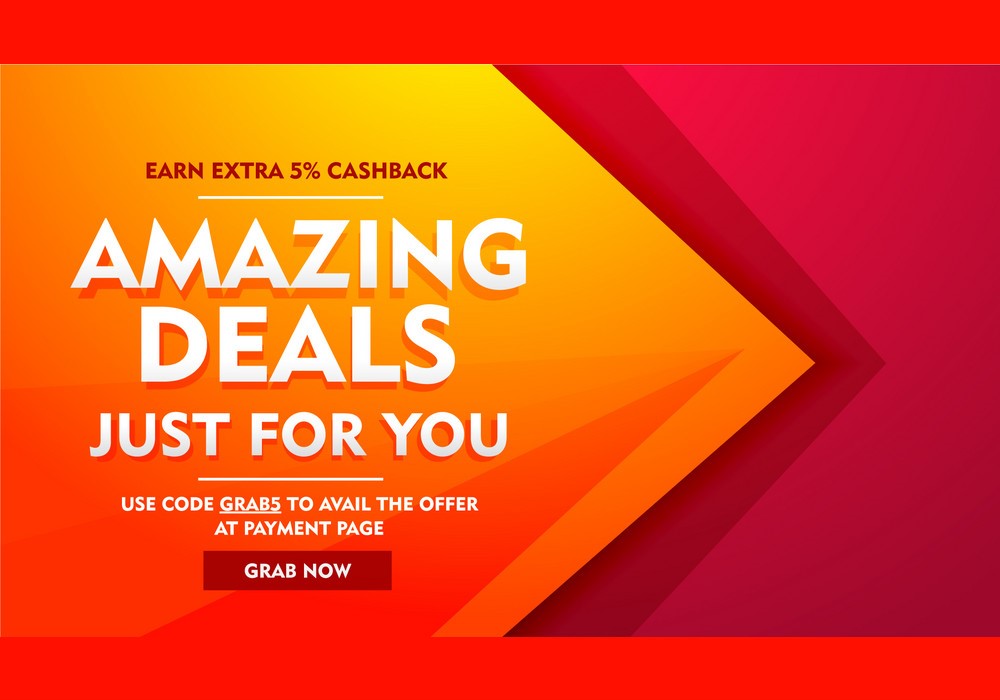 EARN EXTRA 5% CASHBACK
AMAZING
DEALS
JUST FOR YOU
USE CODE GRAB5 TO AVAIL THE OFFER
AT PAYMENT PAGE
GRAB NOW